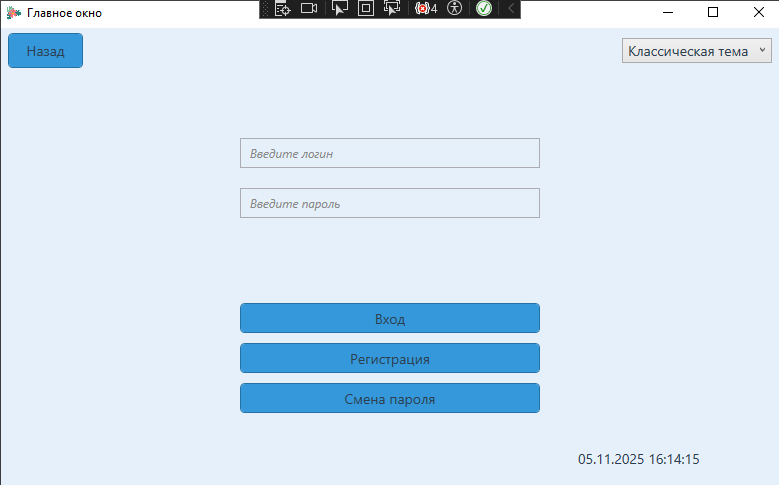 Главное окно
4
Назад
Классическая тема
Введите логин
Введите пароль
Вход
Регистрация
Смена пароля
05.11.2025 16:14:15